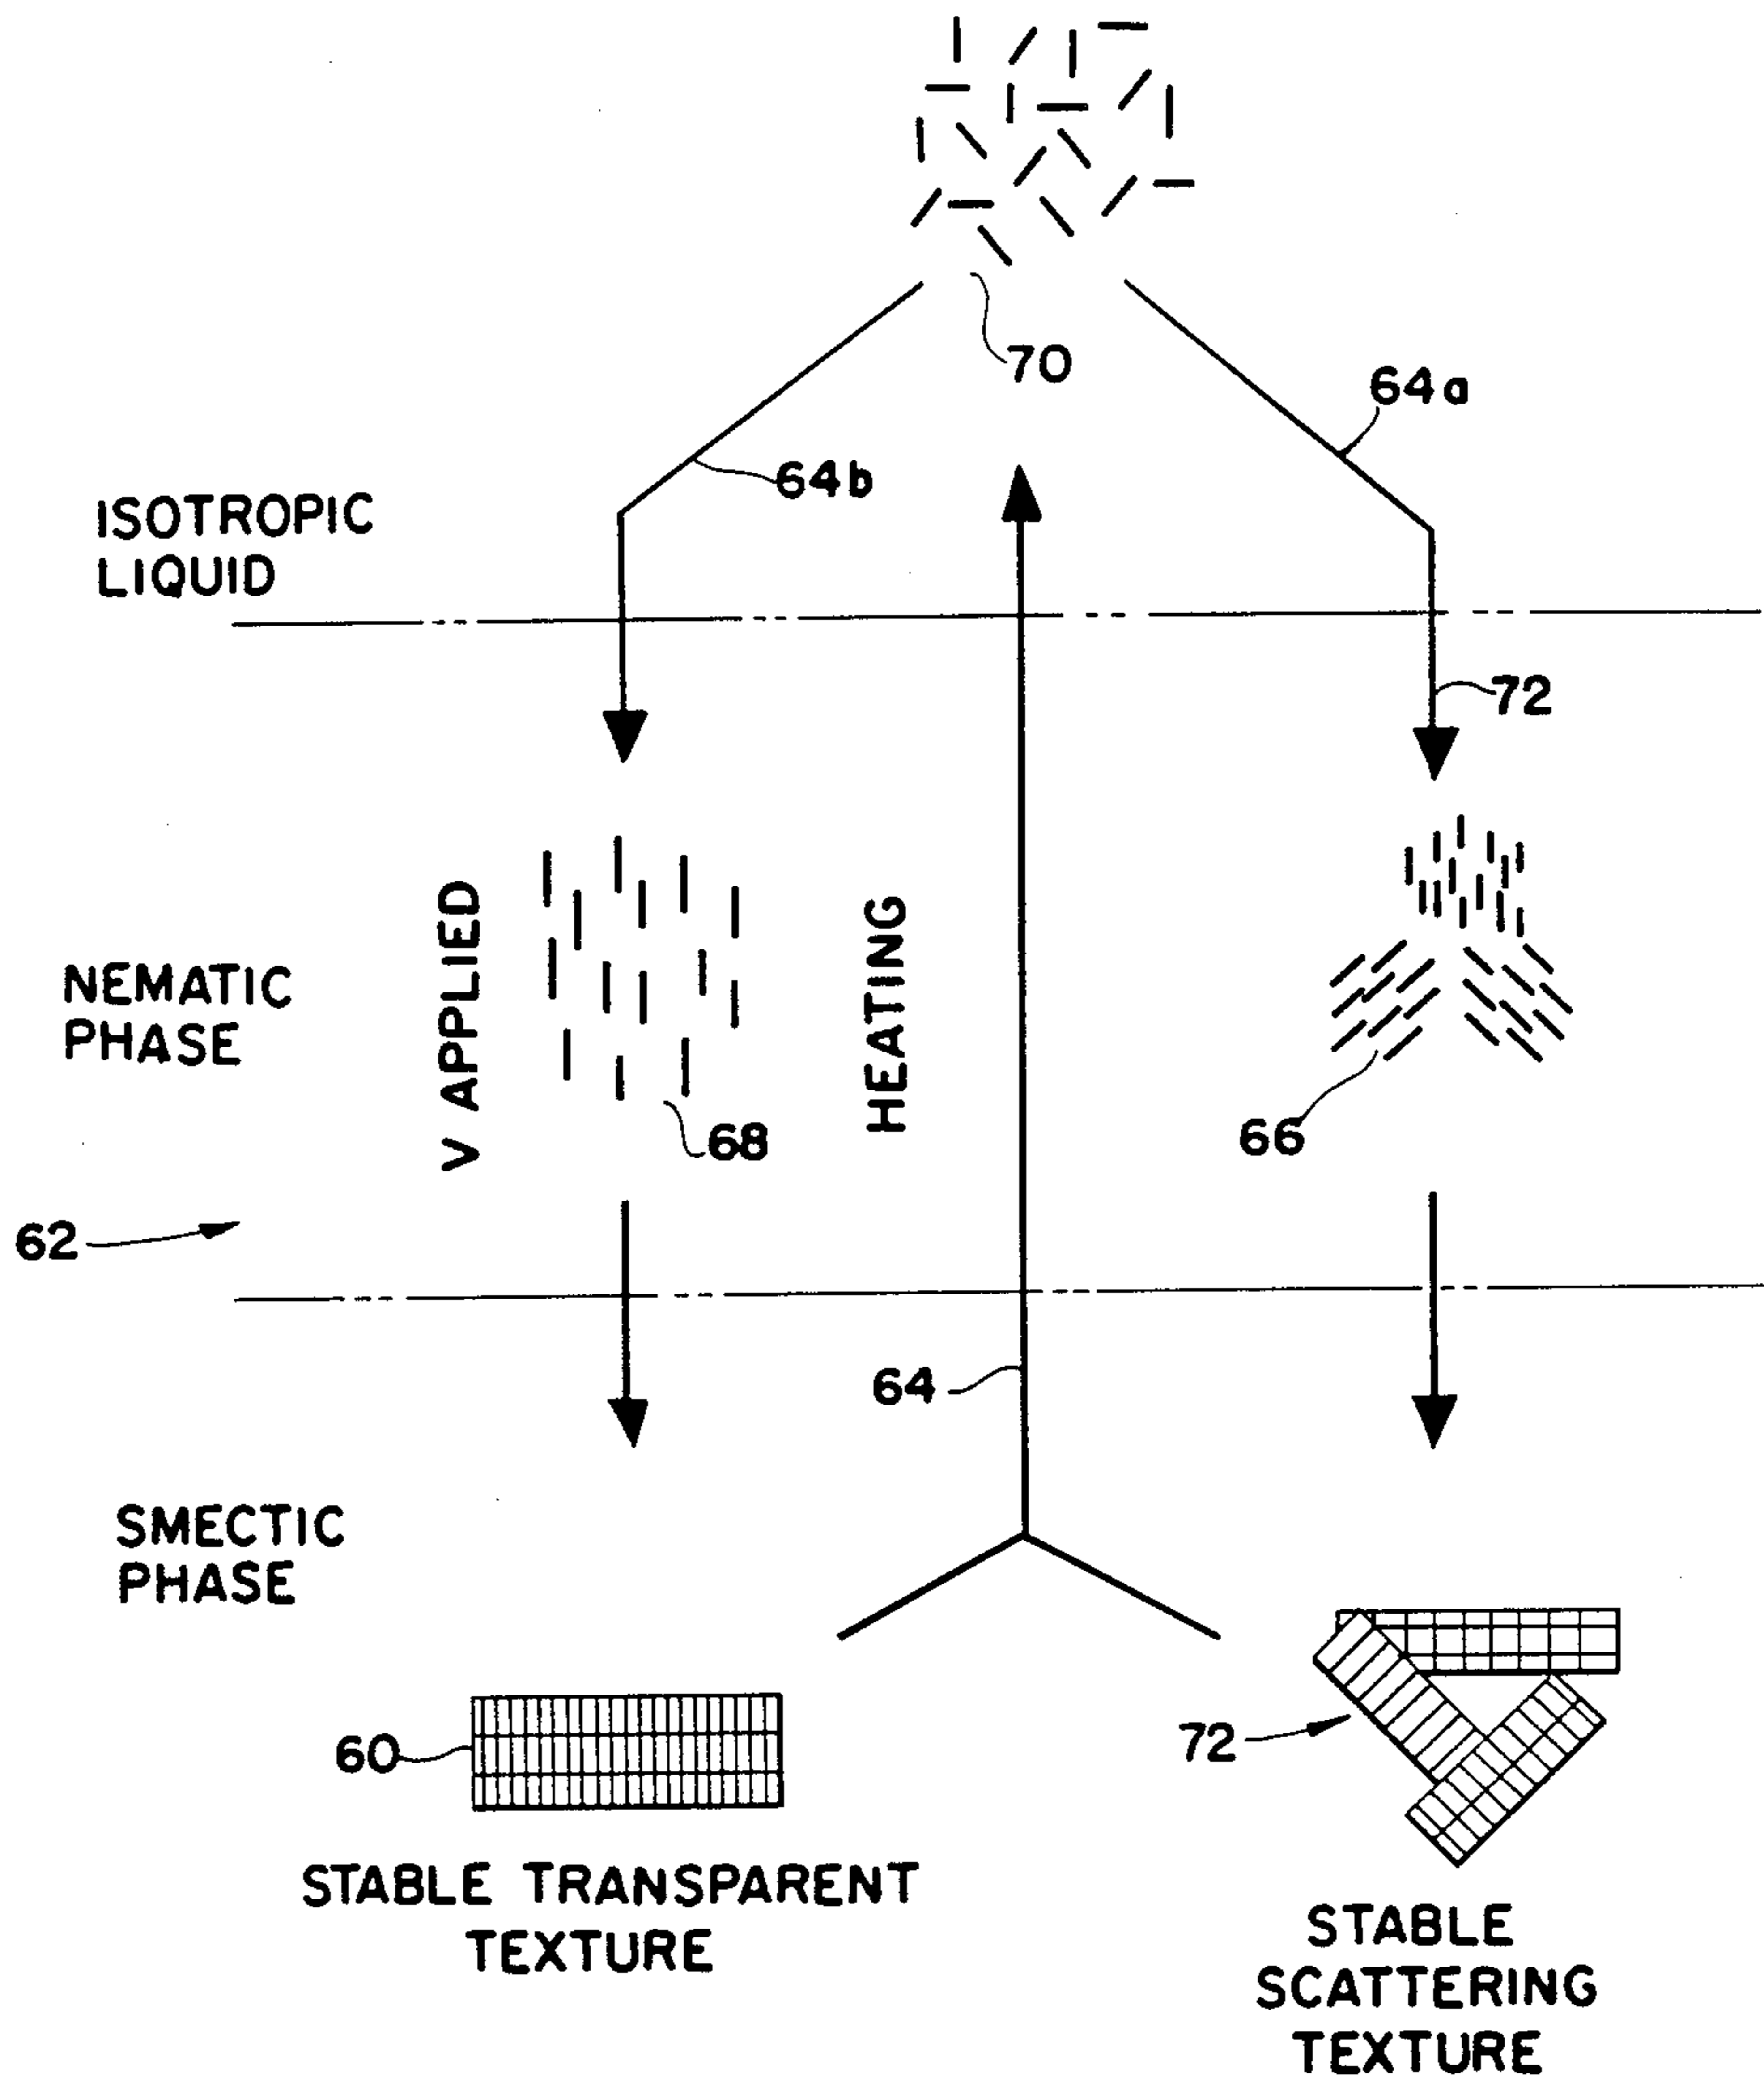 70
64a
64b
ISOTROPIC
LIQUID
72
V APPLIED
HEATING
NEMATIC
PHASE
68
66
62
64
SMECTIC
PHASE
60
72
STABLE TRANSPARENT
TEXTURE
STABLE
SCATTERING
TEXTURE